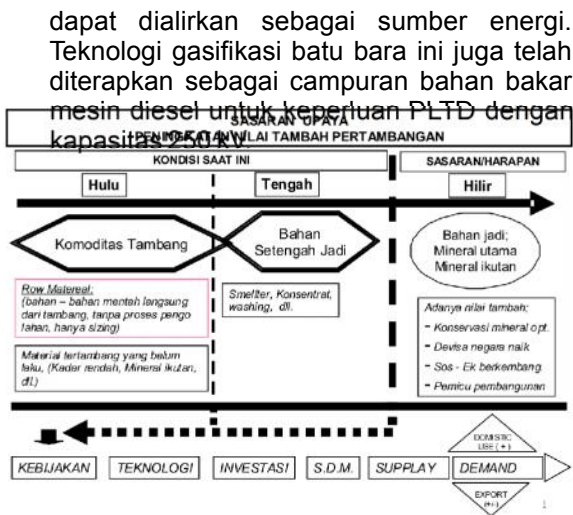 dapat dialirkan sebagai sumber energi.
Teknologi gasifikasi batu bara ini juga telah
diterapkan sebagai campuran bahan bakar
mesin diesel untuk keperluan PLTD dengan
kapasitas 250 kV.
SASARAN UPAYA
PENINGKATAN NILAI TAMBAH PERTAMBANGAN
KONDISI SAAT INI
SASARAN/HARAPAN
Hulu
Tengah
Hilir
Komoditas Tambang
Bahan
Setengah Jadi
Bahan jadi;
Mineral utama
Mineral ikutan
Row Matereal:
(bahan – bahan mentah langsung
dari tambang, tanpa proses pengo
lahan, hanya sizing)
Material tertambang yang belum
laku, (Kadar rendah, Mineral ikutan,
dll.)
Smelter, Konsentrat,
washing, dll.
Adanya nilai tambah:
- Konservasi mineral opt.
- Devisa negara naik
- Sos - Ek berkembang
- Pemicu pembangunan
KEBIJAKAN
TEKNOLOGI
INVESTASI
S.D.M.
SUPPLAY
DEMAND
DOMISTIC
USE ( + )
EXPORT
(+/-)
1